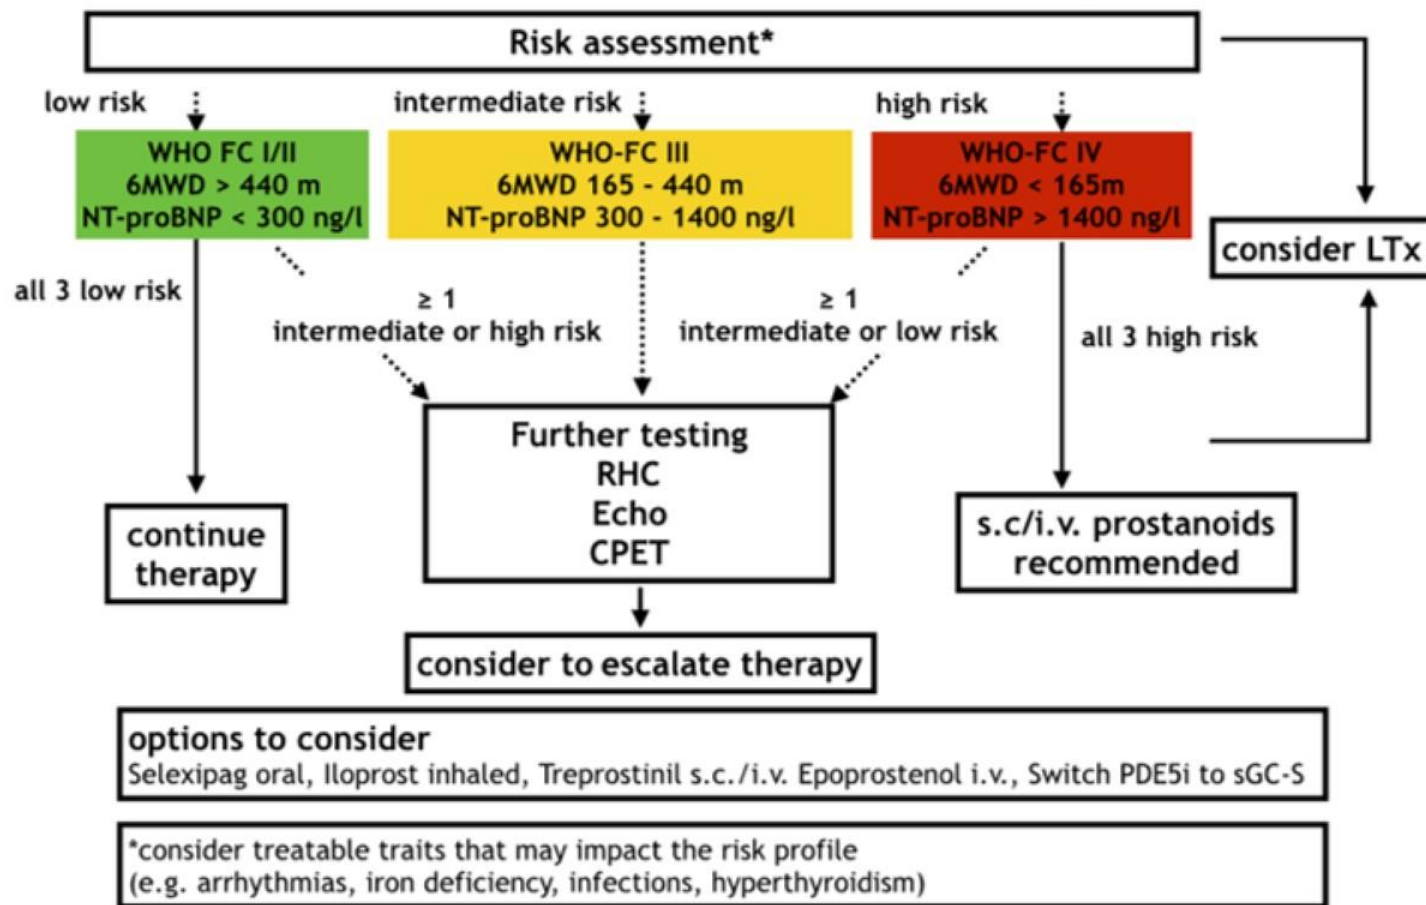 Risk assessment*
low risk
intermediate risk
high risk
WHO FC I/II
6MWD > 440 m
NT-proBNP < 300 ng/l
WHO-FC III
6MWD 165 - 440 m
NT-proBNP 300 - 1400 ng/l
WHO-FC IV
6MWD < 165m
NT-proBNP > 1400 ng/l
consider LTx
all 3 low risk
≥ 1
intermediate or high risk
≥ 1
intermediate or low risk
all 3 high risk
Further testing
RHC
Echo
CPET
continue
therapy
s.c/i.v. prostanoids
recommended
consider to escalate therapy
options to consider
Selexipag oral, Iloprost inhaled, Treprostinil s.c./i.v. Epoprostenol i.v., Switch PDE5i to sGC-S
*consider treatable traits that may impact the risk profile
(e.g. arrhythmias, iron deficiency, infections, hyperthyroidism)